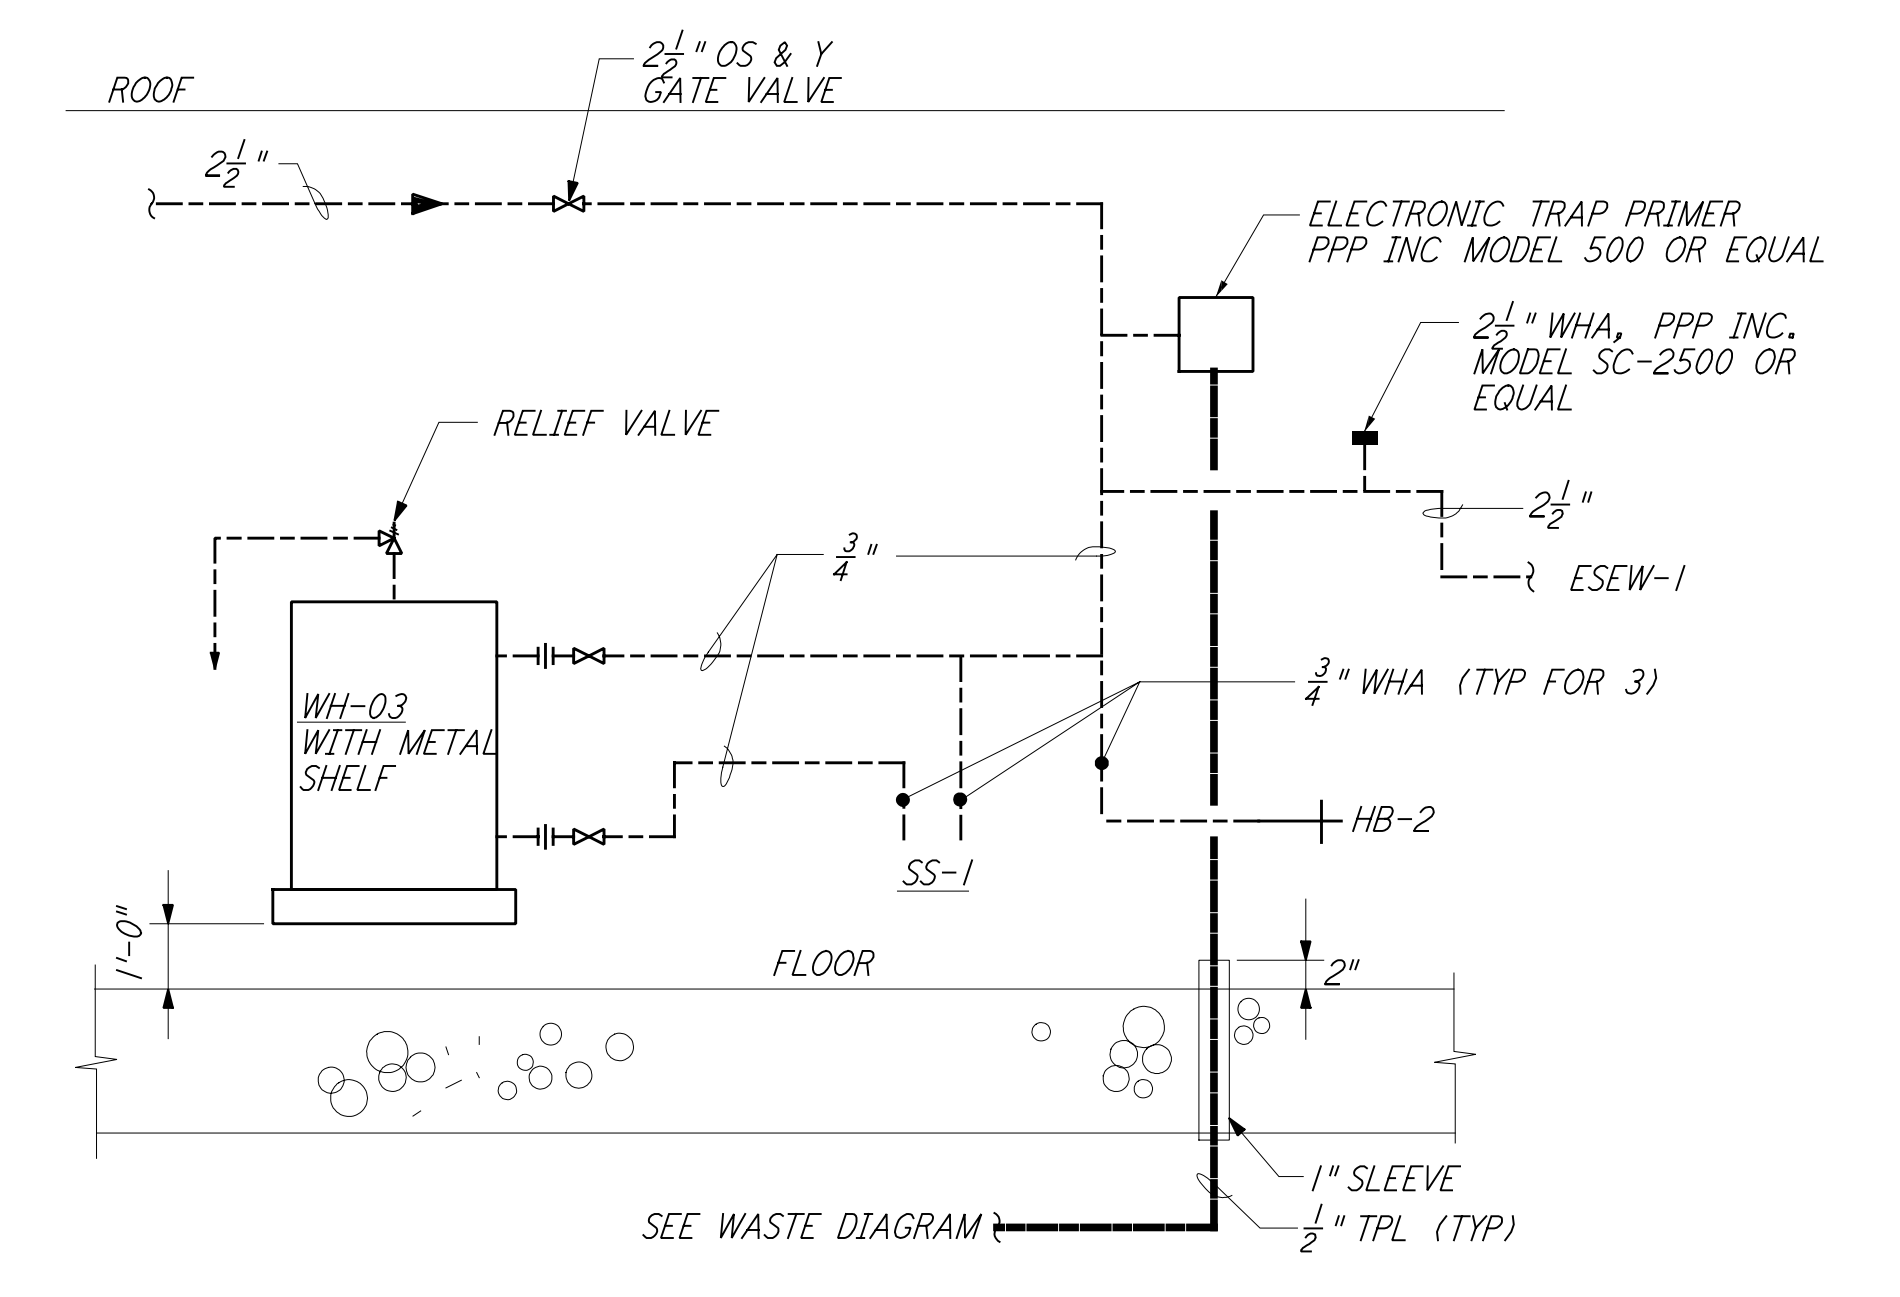 2 1/2" OS & Y
GATE VALVE
ROOF
2 1/2"
ELECTRONIC TRAP PRIMER
PPP INC MODEL 500 OR EQUAL
2 1/2" WHA, PPP INC.
MODEL SC-2500 OR
EQUAL
RELIEF VALVE
2 1/2"
3/4"
ESEW-1
3/4" WHA (TYP FOR 3)
WH-03
WITH METAL
SHELF
HB-2
SS-1
1'-0"
FLOOR
2"
1" SLEEVE
SEE WASTE DIAGRAM
1/2" TPL (TYP)